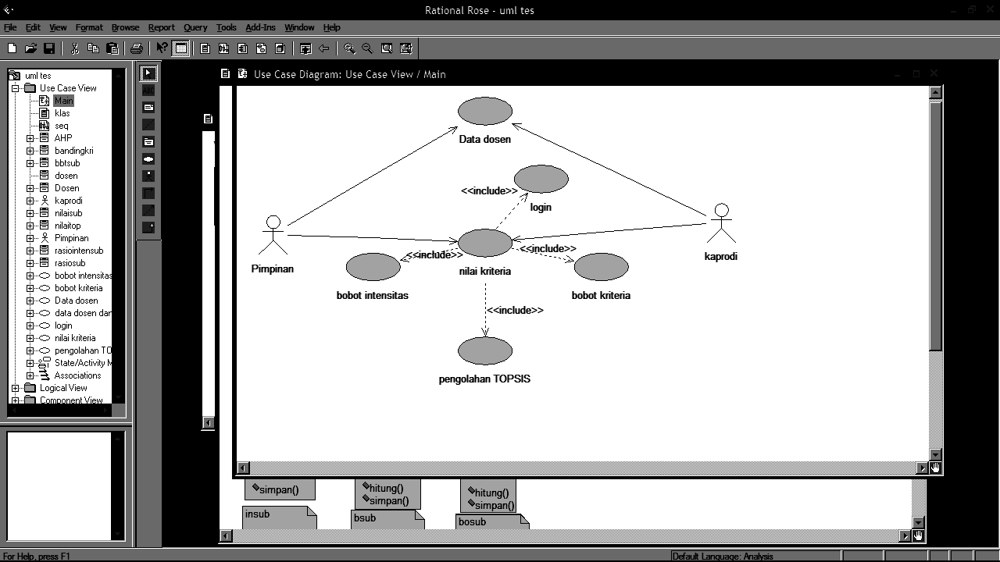 Rational Rose - uml tes
File Edit View Format Browse Report Query Tools Add-Ins Window Help
uml tes
Use Case View
Main
klas
seq
AHP
bandingkri
bbtsub
dosen
Dosen
kaprodi
nilaisub
nilaitop
Pimpinan
rasiointensub
rasiosub
bobot intensitas
bobot kriteria
Data dosen
data dosen dan
login
nilai kriteria
pengolahan TO
State/Activity M
Associations
Logical View
Component View
ABC
Use Case Diagram: Use Case View / Main
Data dosen
<<include>>
login
Pimpinan
kaprodi
<<include>>
<<include>>
nilai kriteria
bobot intensitas
bobot kriteria
<<include>>
pengolahan TOPSIS
simpan()
hitung()
simpan()
hitung()
simpan()
insub
bsub
bosub
For Help, press F1
Default Language: Analysis